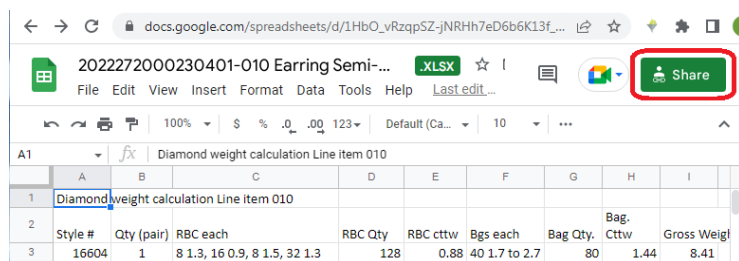 docs.google.com/spreadsheets/d/1HbO_vRzqpSZ-jNRHh7eD6b6K13f_...
2022272000230401-010 Earring Semi-... .XLSX
Share
File Edit View Insert Format Data Tools Help Last edit ...
100% $ % .0 .00 123 Default (Ca... 10
A1 fx Diamond weight calculation Line item 010
A B C D E F G H I
1 Diamond weight calculation Line item 010
2 Style # Qty (pair) RBC each RBC Qty RBC cttw Bgs each Bag Qty. Bag. Cttw Gross Weigh
3 16604 1 8 1.3, 16 0.9, 8 1.5, 32 1.3 128 0.88 40 1.7 to 2.7 80 1.44 8.41